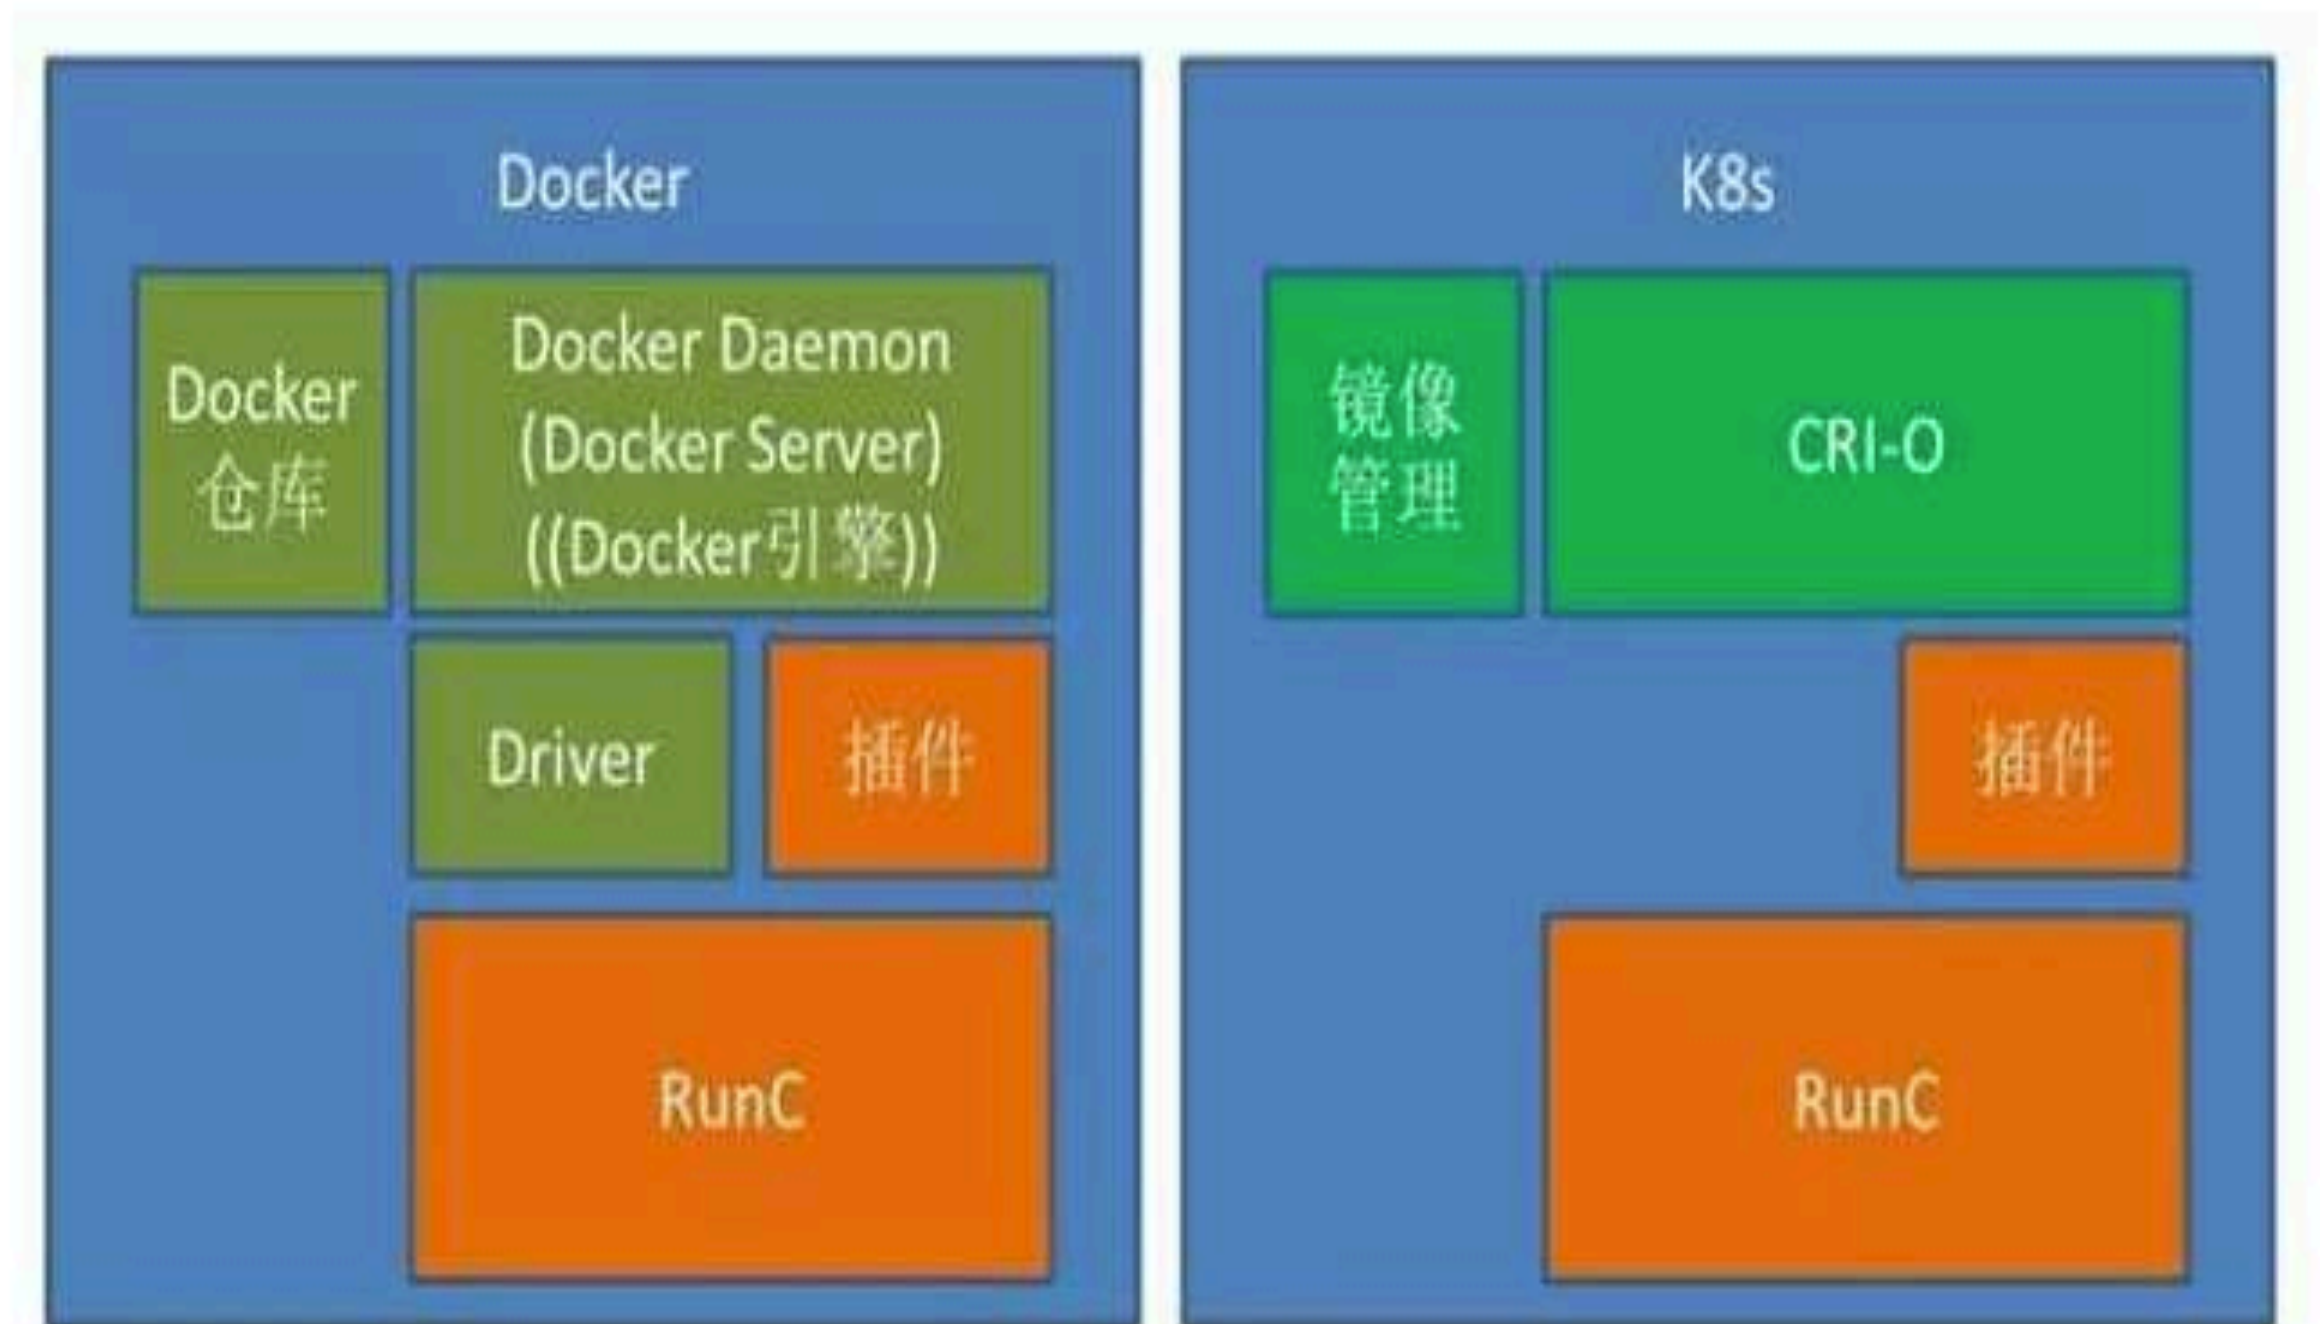 Docker
Docker
仓库
Docker Daemon
(Docker Server)
((Docker引擎))
Driver
插件
RunC
K8s
镜像
管理
CRI-O
插件
RunC